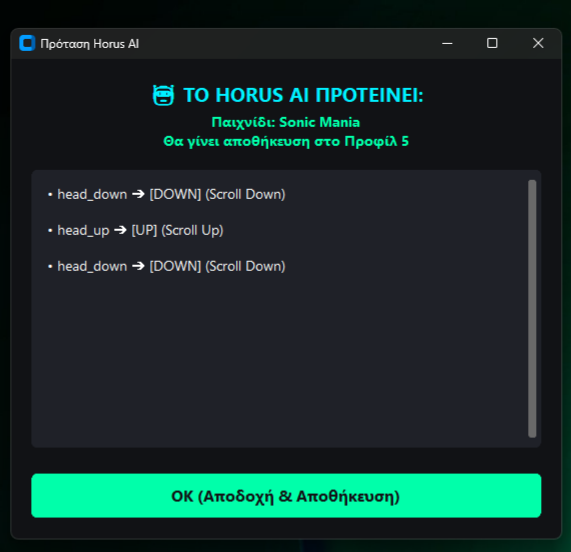 Πρόταση Horus AI
ΤΟ HORUS AI ΠΡΟΤΕΙΝΕΙ:
Παιχνίδι: Sonic Mania
Θα γίνει αποθήκευση στο Προφίλ 5
• head_down ➔ [DOWN] (Scroll Down)
• head_up ➔ [UP] (Scroll Up)
• head_down ➔ [DOWN] (Scroll Down)
OK (Αποδοχή & Αποθήκευση)